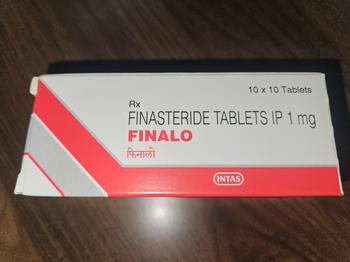 10 x 10 Tablets
Rx
FINASTERIDE TABLETS IP 1 mg
FINALO
फिनालो
INTAS